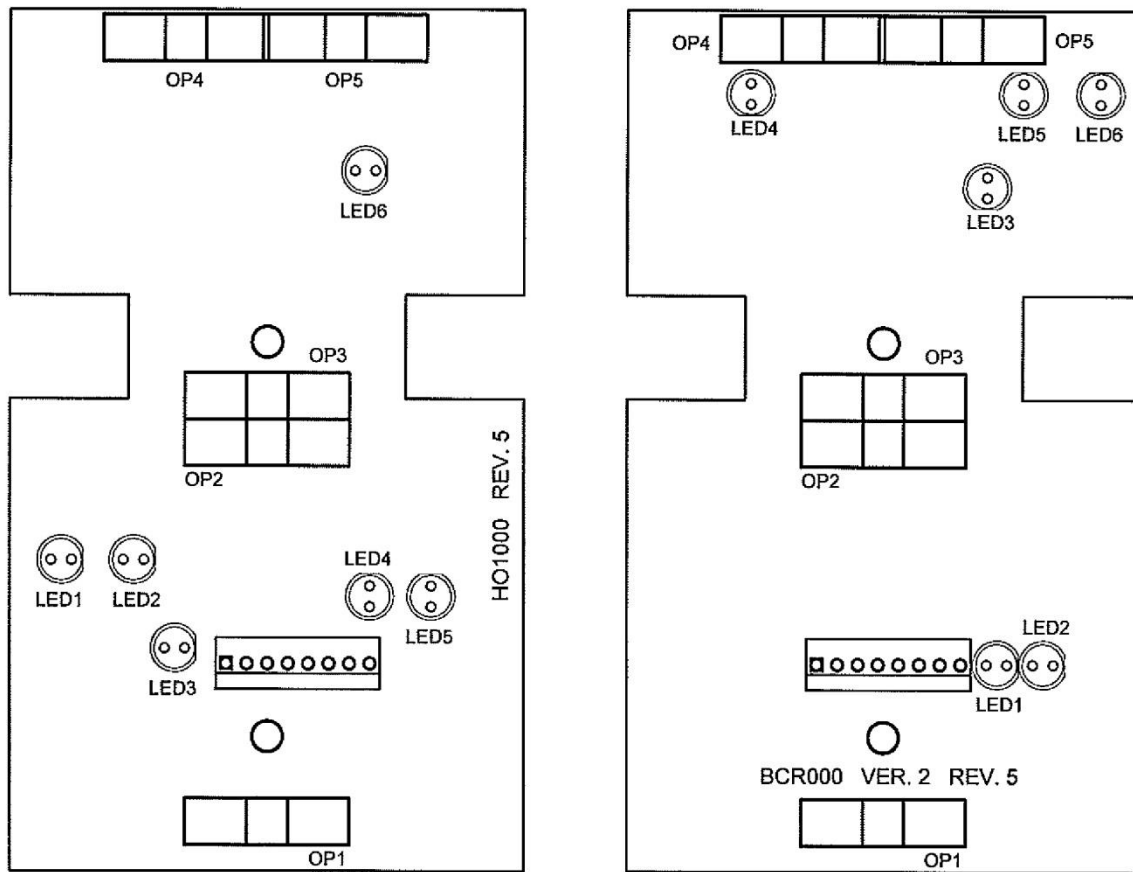 OP4
OP5
LED6
OP3
OP2
HO1000 REV. 5
LED1
LED2
LED4
LED5
LED3
OP1
OP4
OP5
LED4
LED5
LED6
LED3
OP3
OP2
LED2
LED1
BCR000 VER. 2 REV. 5
OP1